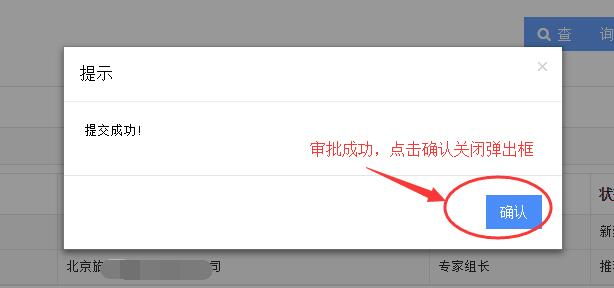 查 询
提示
×
提交成功!
审批成功，点击确认关闭弹出框
确认
状
新
北京旅 司
专家组长
推